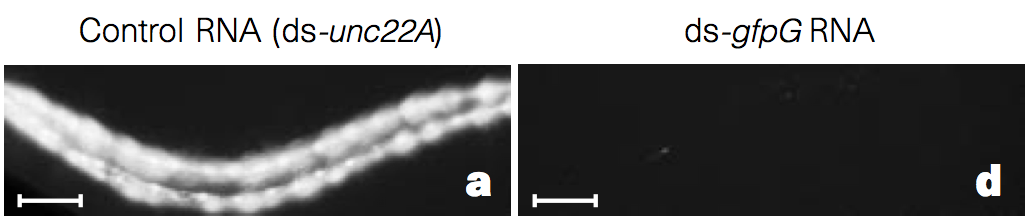 Control RNA (ds-unc22A)
ds-gfpG RNA
a
d